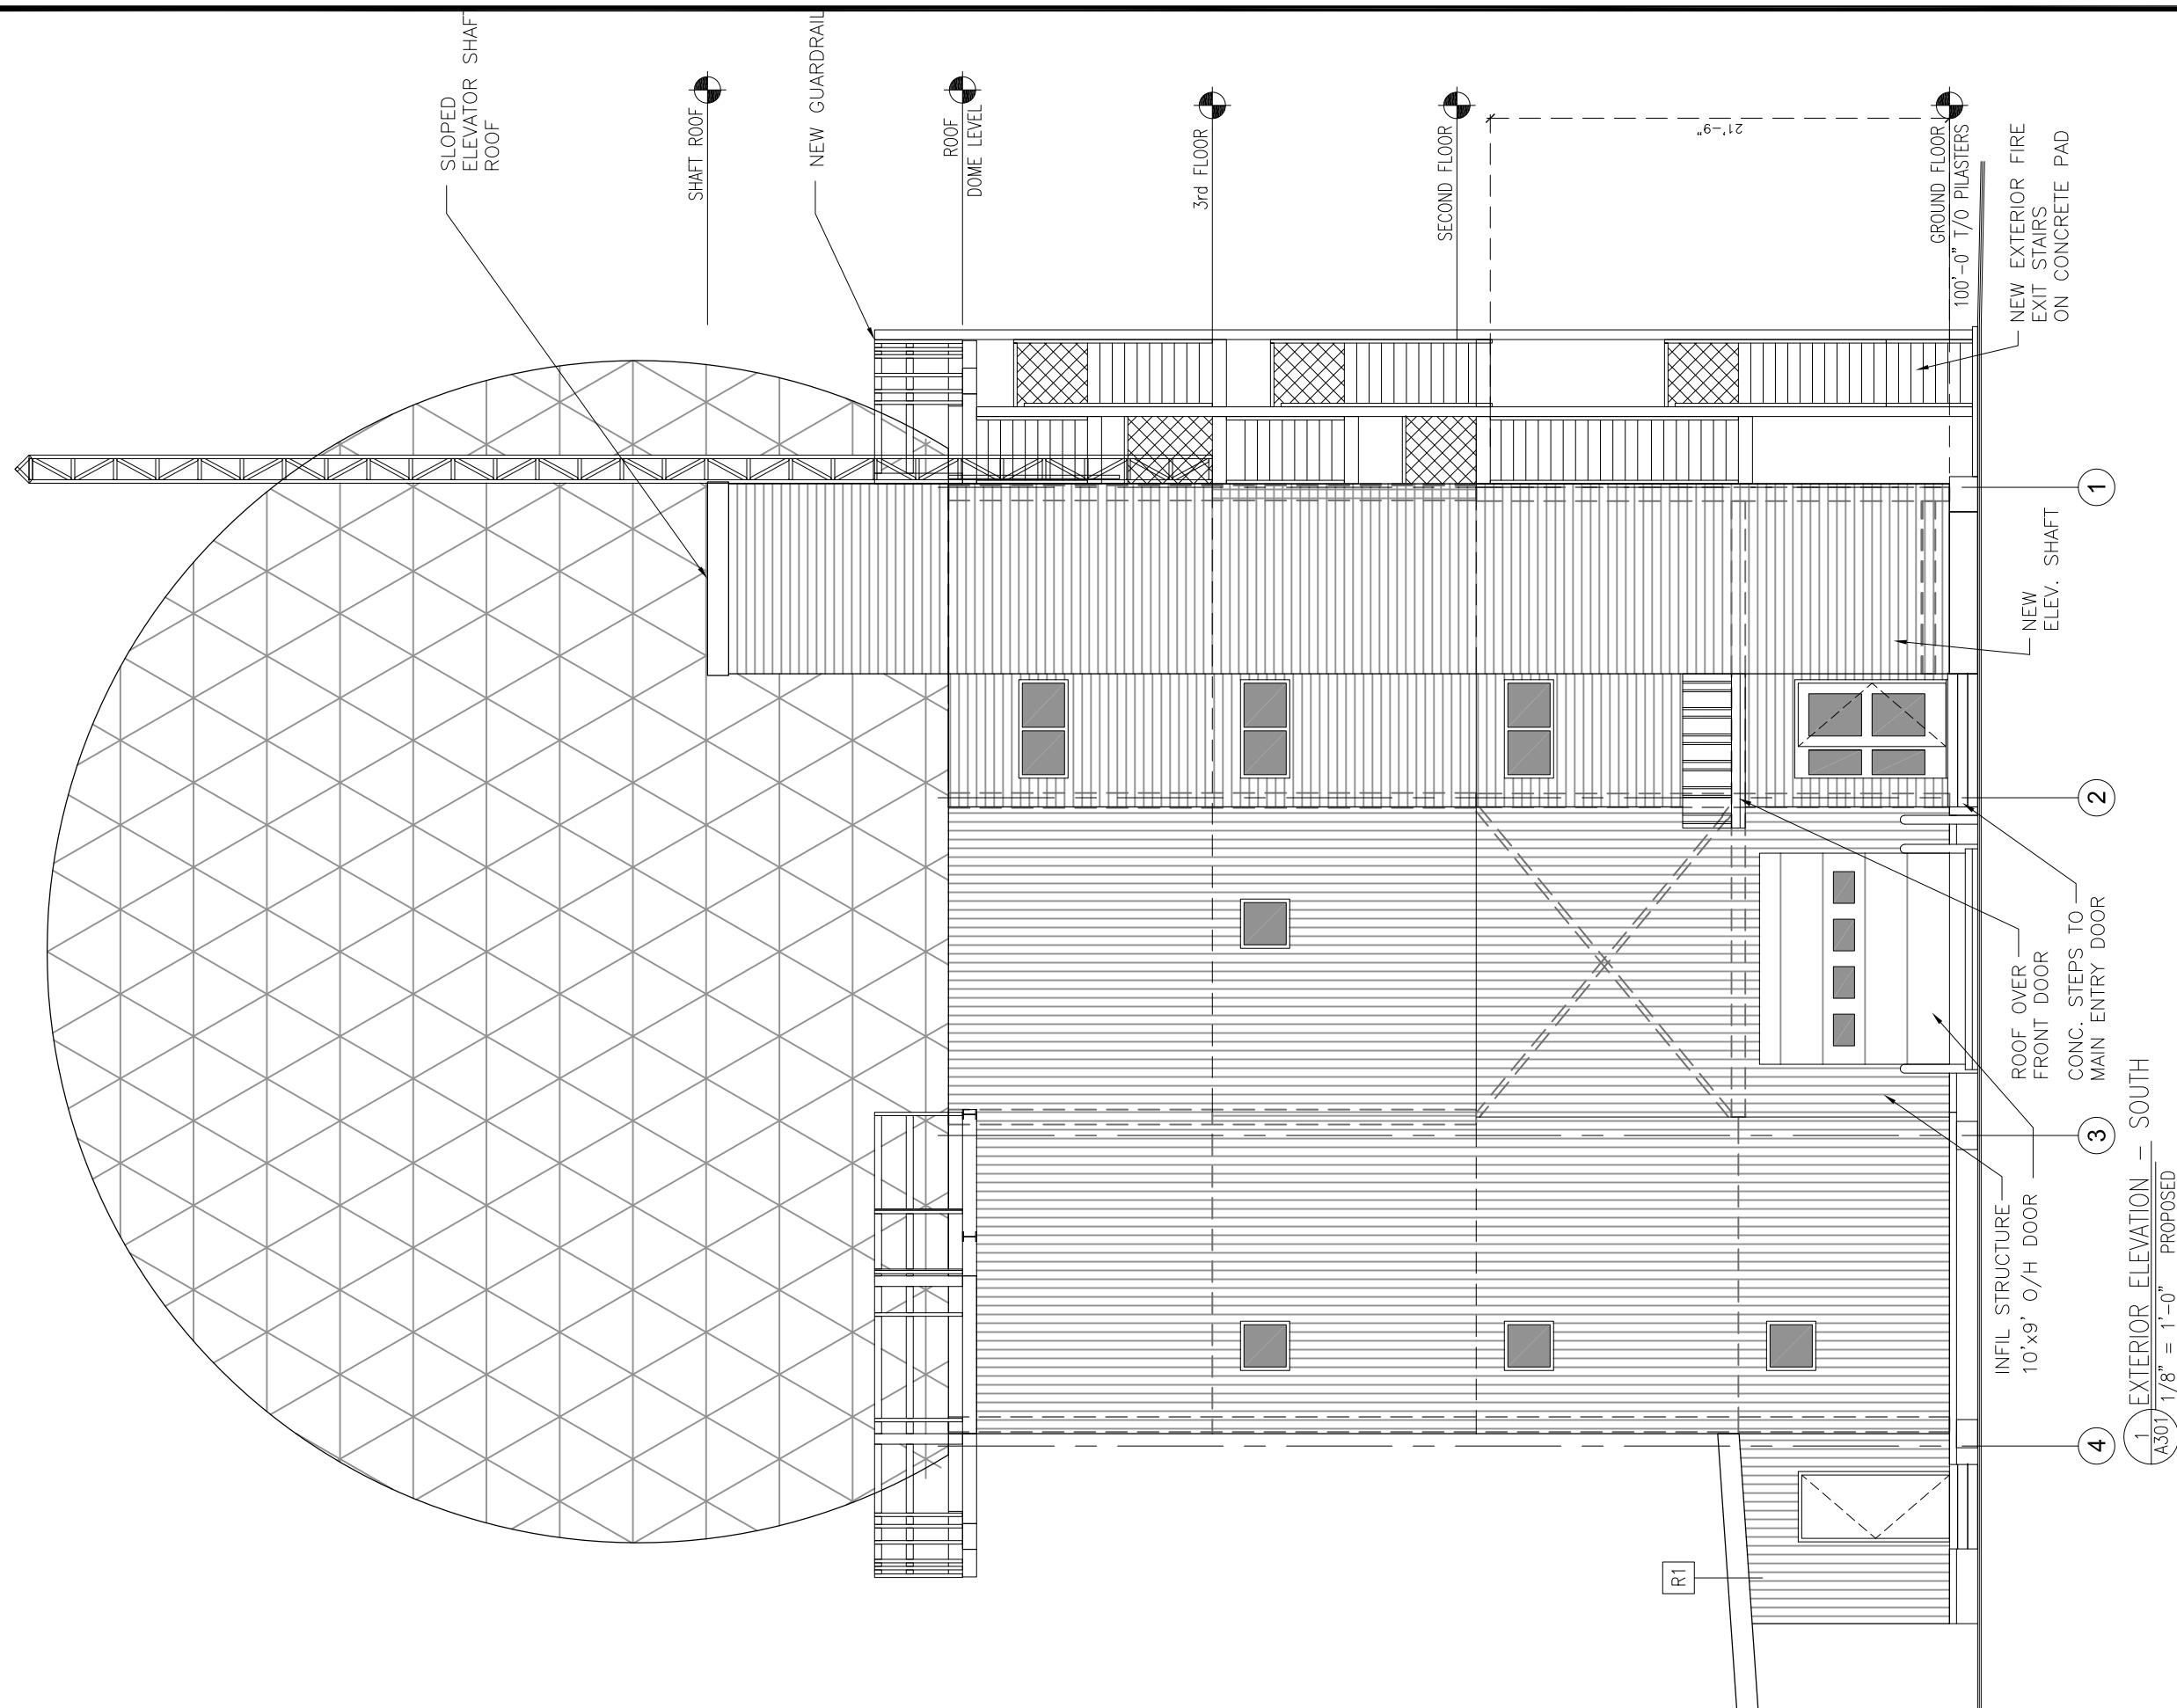 SLOPED
ELEVATOR SHAF
ROOF
NEW GUARDRAIL
SHAFT ROOF
ROOF
DOME LEVEL
3rd FLOOR
SECOND FLOOR
21'-9"
GROUND FLOOR
100'-0" T/O PILASTERS
NEW EXTERIOR FIRE
EXIT STAIRS
ON CONCRETE PAD
NEW
ELEV. SHAFT
ROOF OVER
FRONT DOOR
CONC. STEPS TO
MAIN ENTRY DOOR
INFIL STRUCTURE
10'x9' O/H DOOR
R1
4
3
2
1
1
A301
EXTERIOR ELEVATION - SOUTH
1/8" = 1'-0" PROPOSED